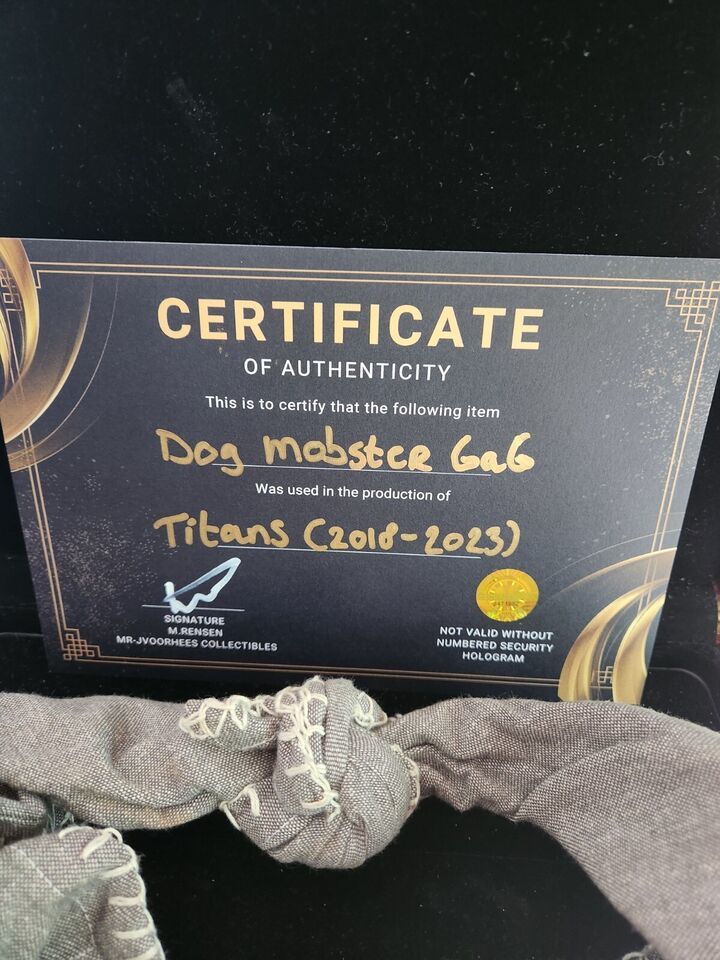 CERTIFICATE
OF AUTHENTICITY
This is to certify that the following item
Dog mobster GaG
Was used in the production of
Titans (2018-2023)
SIGNATURE
M.RENSEN
MR-JVOORHEES COLLECTIBLES
NOT VALID WITHOUT
NUMBERED SECURITY
HOLOGRAM